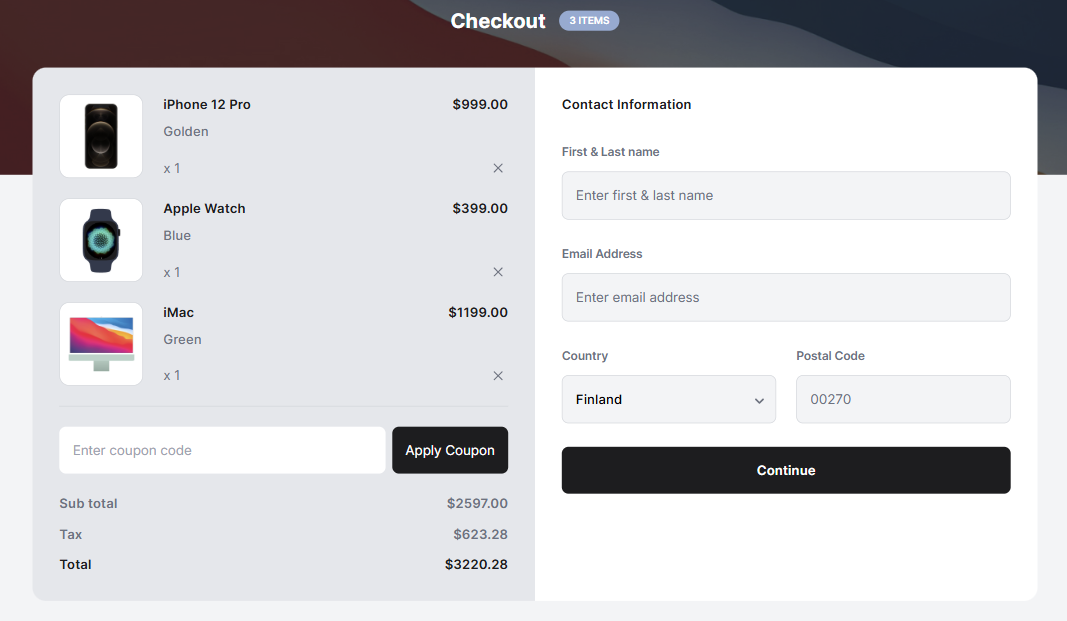 Checkout 3 ITEMS
iPhone 12 Pro $999.00
Golden
x 1
Apple Watch $399.00
Blue
x 1
iMac $1199.00
Green
x 1
Enter coupon code Apply Coupon
Sub total $2597.00
Tax $623.28
Total $3220.28
Contact Information
First & Last name
Enter first & last name
Email Address
Enter email address
Country Postal Code
Finland 00270
Continue